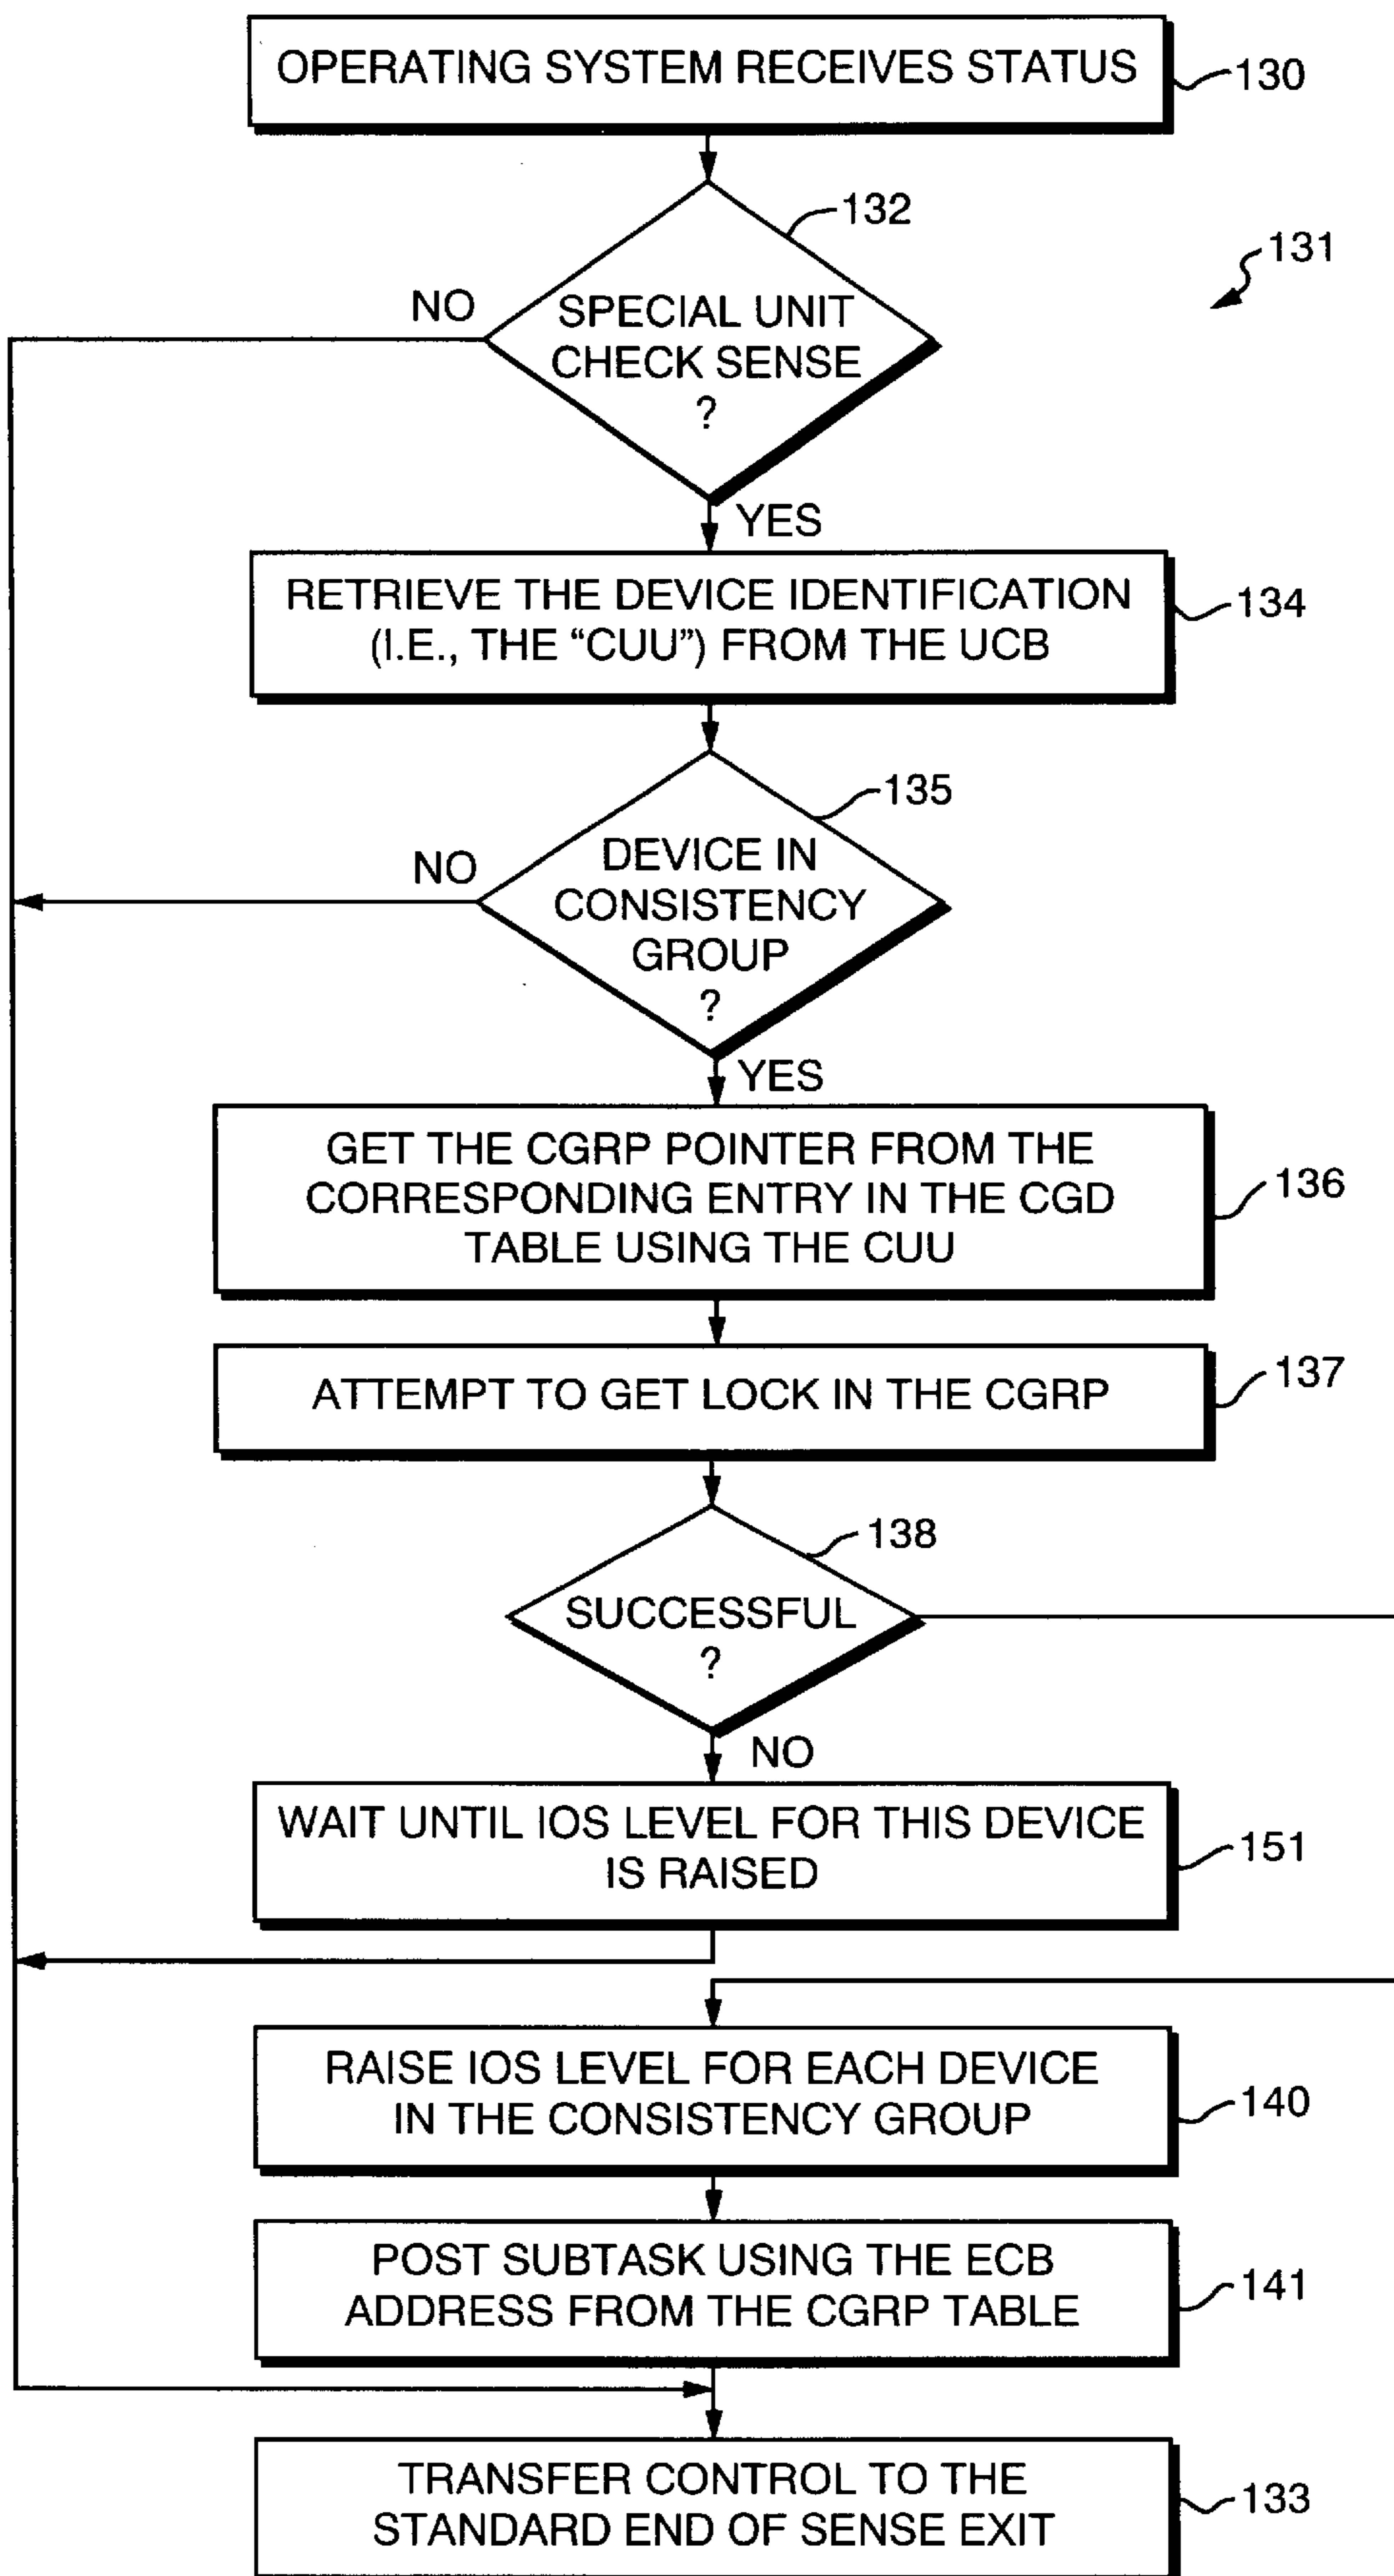 OPERATING SYSTEM RECEIVES STATUS
130
132
131
NO
SPECIAL UNIT
CHECK SENSE
?
YES
RETRIEVE THE DEVICE IDENTIFICATION
(I.E., THE “CUU”) FROM THE UCB
134
135
NO
DEVICE IN
CONSISTENCY
GROUP
?
YES
GET THE CGRP POINTER FROM THE
CORRESPONDING ENTRY IN THE CGD
TABLE USING THE CUU
136
ATTEMPT TO GET LOCK IN THE CGRP
137
138
SUCCESSFUL
?
NO
WAIT UNTIL IOS LEVEL FOR THIS DEVICE
IS RAISED
151
RAISE IOS LEVEL FOR EACH DEVICE
IN THE CONSISTENCY GROUP
140
POST SUBTASK USING THE ECB
ADDRESS FROM THE CGRP TABLE
141
TRANSFER CONTROL TO THE
STANDARD END OF SENSE EXIT
133